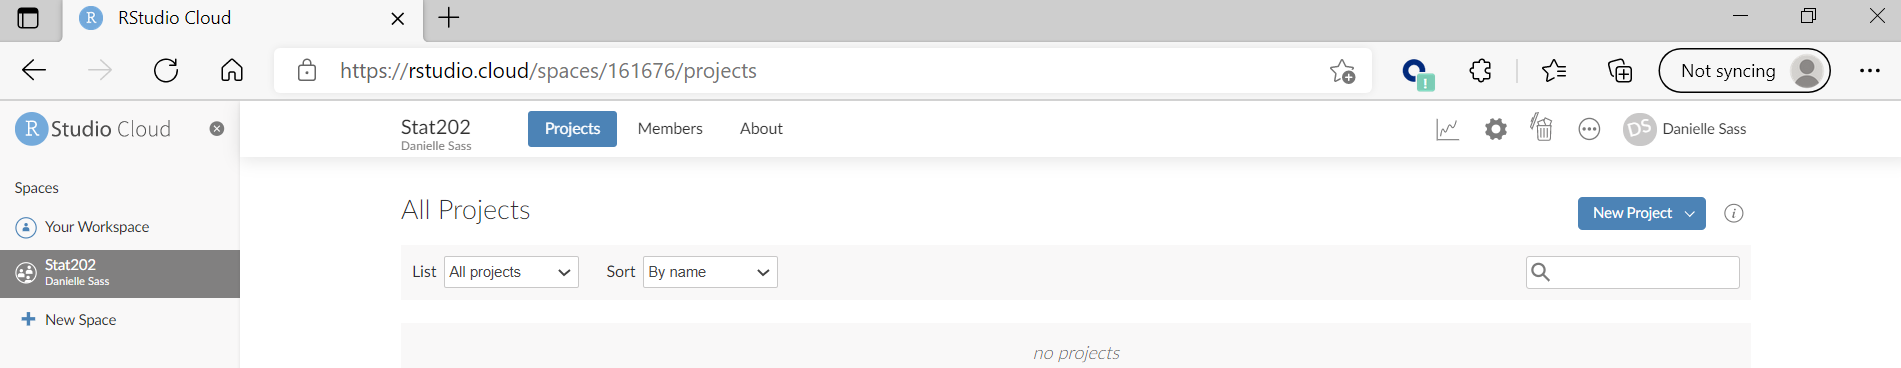 RStudio Cloud
https://rstudio.cloud/spaces/161676/projects
Not syncing
R Studio Cloud
Stat202
Danielle Sass
Projects
Members
About
DS
Danielle Sass
Spaces
Your Workspace
Stat202
Danielle Sass
New Space
All Projects
New Project
List
All projects
Sort
By name
no projects